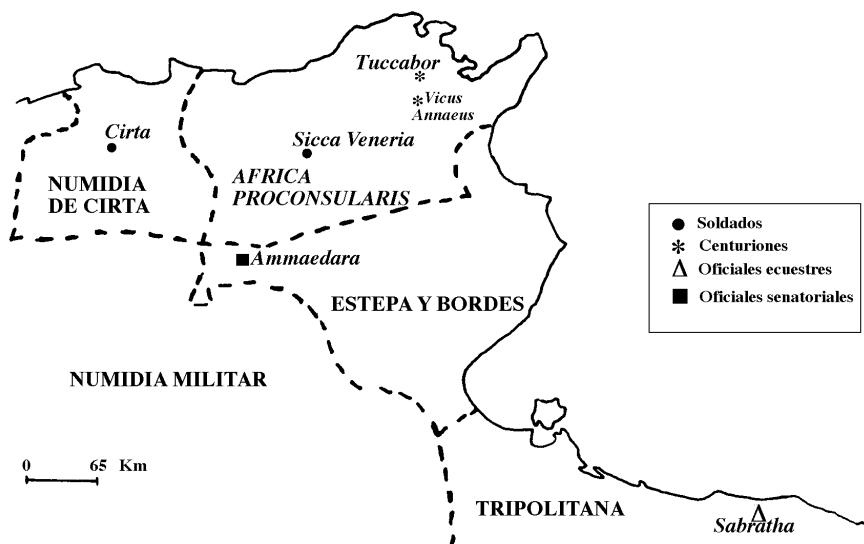 Tuccabor
Vicus
Annaeus
Cirta
Sicca Veneria
NUMIDIA
DE CIRTA
AFRICA
PROCONSULARIS
Soldados
Centuriones
Oficiales ecuestres
Oficiales senatoriales
Ammaedara
ESTEPA Y BORDES
NUMIDIA MILITAR
0 65 Km
TRIPOLITANA
Sabratha